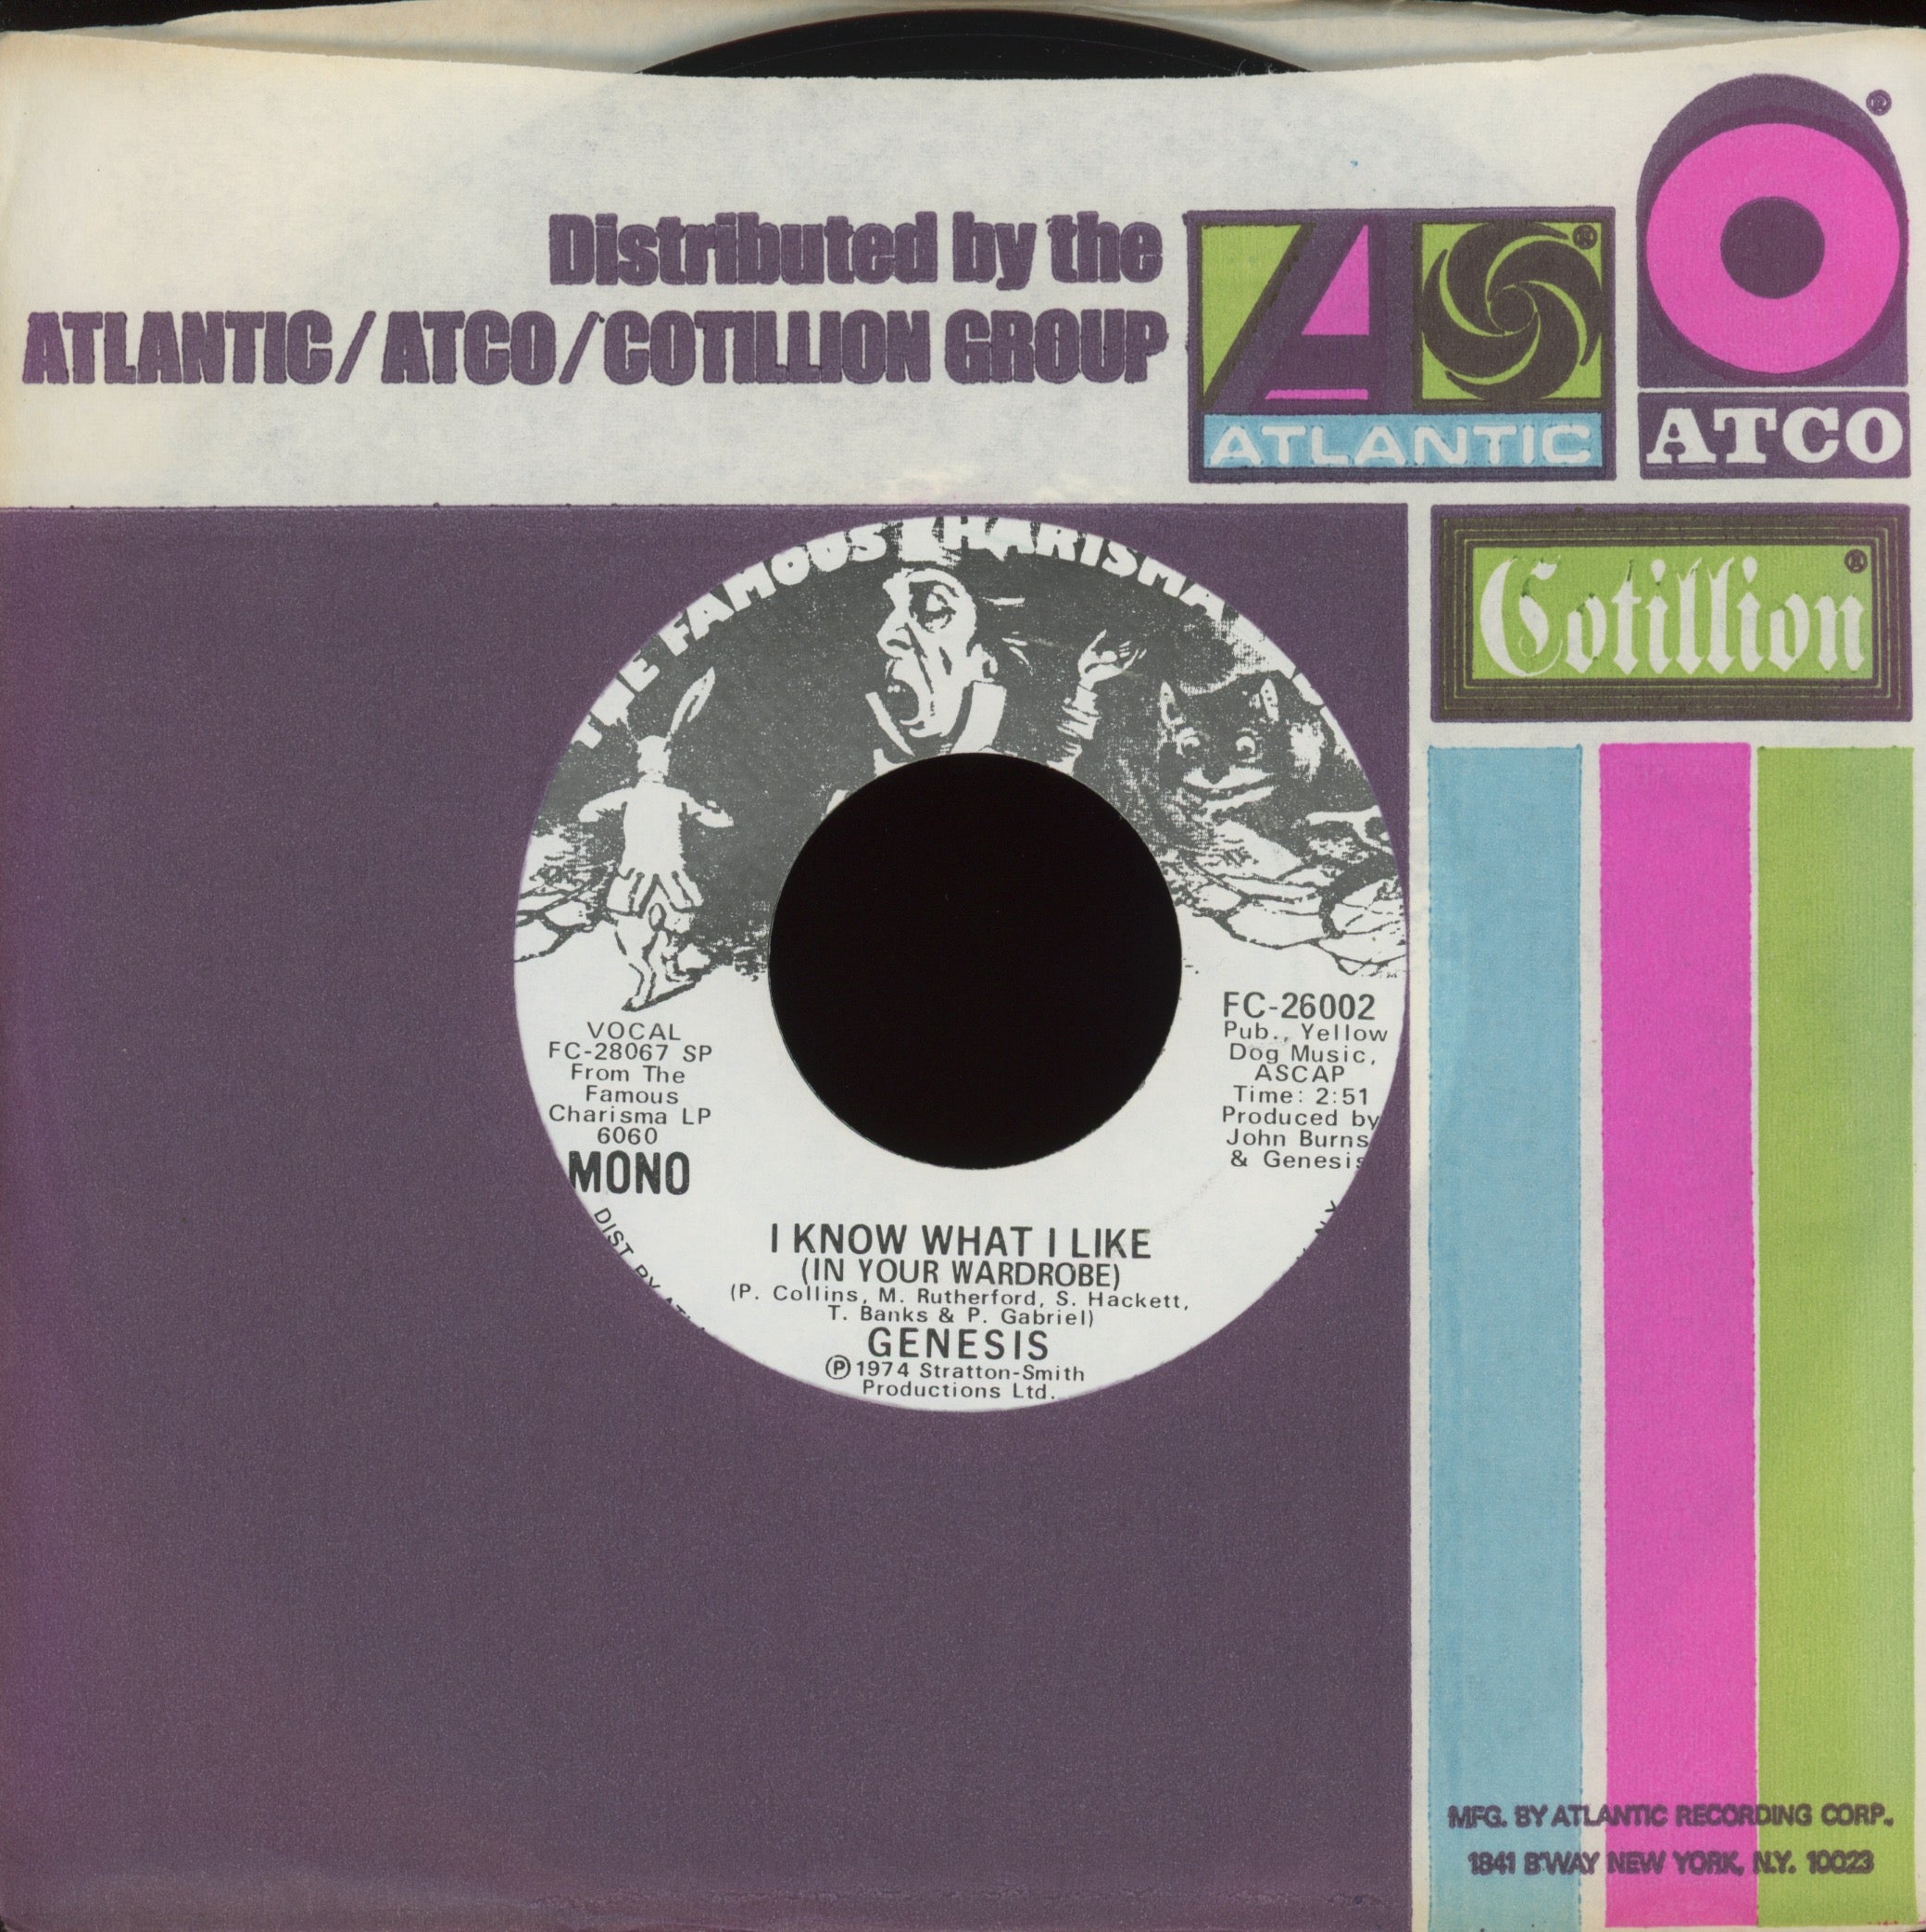 Distributed by the
ATLANTIC/ATCO/COTILLION GROUP
®
ATLANTIC
®
ATCO
Cotillion ®
THE FAMOUS CHARISMA
VOCAL
FC-28067 SP
From The
Famous
Charisma LP
6060
MONO
FC-26002
Pub., Yellow
Dog Music,
ASCAP
Time: 2:51
Produced by
John Burns
& Genesis
DIST. BY
I KNOW WHAT I LIKE
(IN YOUR WARDROBE)
(P. Collins, M. Rutherford, S. Hackett,
T. Banks & P. Gabriel)
GENESIS
℗1974 Stratton-Smith
Productions Ltd.
MFG. BY ATLANTIC RECORDING CORP.,
1841 B'WAY NEW YORK, N.Y. 10023